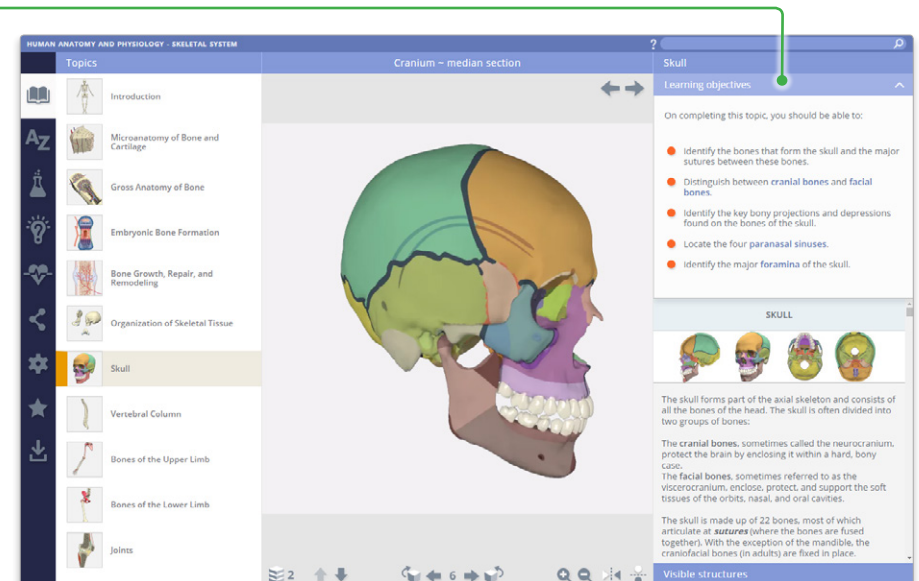 HUMAN ANATOMY AND PHYSIOLOGY - SKELETAL SYSTEM
?
Topics
Cranium – median section
Skull
Introduction
Microanatomy of Bone and
Cartilage
Gross Anatomy of Bone
Embryonic Bone Formation
Bone Growth, Repair, and
Remodeling
Organization of Skeletal Tissue
Skull
Vertebral Column
Bones of the Upper Limb
Bones of the Lower Limb
Joints
AZ
2
6
Learning objectives
On completing this topic, you should be able to:
Identify the bones that form the skull and the major
sutures between these bones.
Distinguish between cranial bones and facial
bones.
Identify the key bony projections and depressions
found on the bones of the skull.
Locate the four paranasal sinuses.
Identify the major foramina of the skull.
SKULL
The skull forms part of the axial skeleton and consists of
all the bones of the head. The skull is often divided into
two groups of bones:
The cranial bones, sometimes called the neurocranium,
protect the brain by enclosing it within a hard, bony
case.
The facial bones, sometimes referred to as the
viscerocranium, enclose, protect, and support the soft
tissues of the orbits, nasal, and oral cavities.
The skull is made up of 22 bones, most of which
articulate at sutures (where the bones are fused
together). With the exception of the mandible, the
craniofacial bones (in adults) are fixed in place.
Visible structures